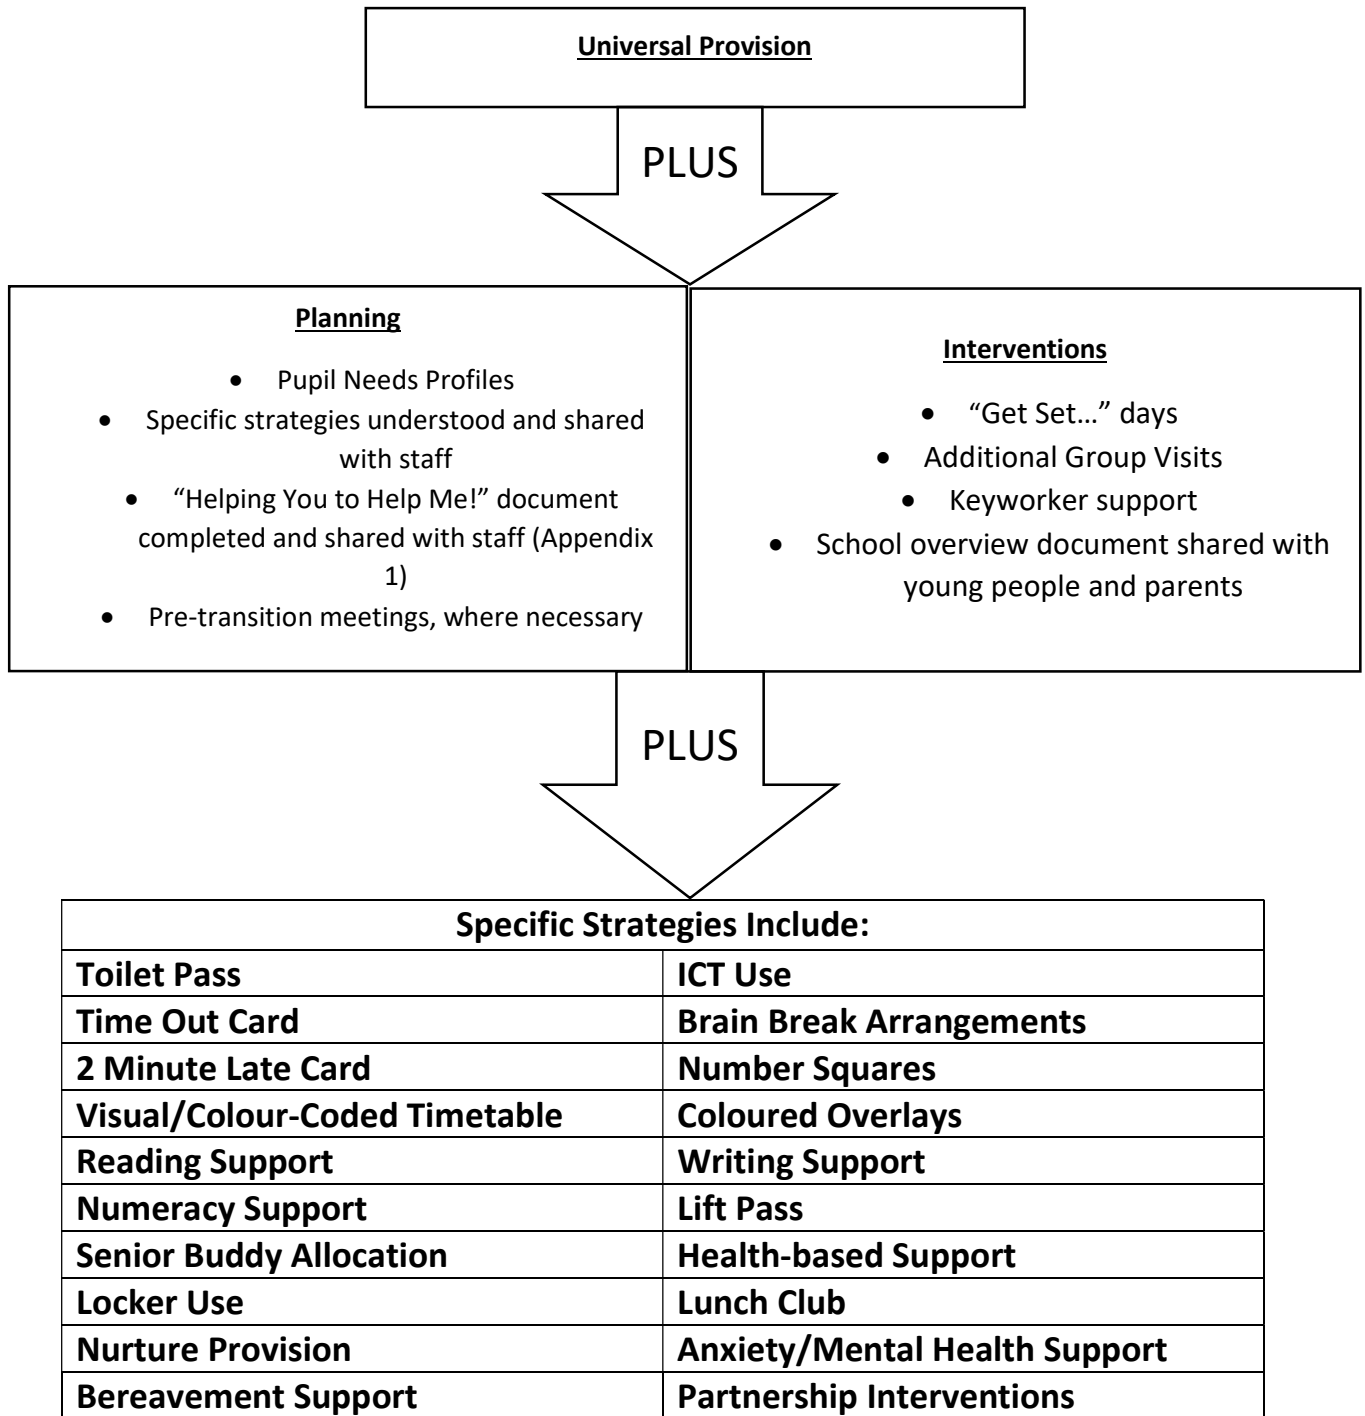 Universal Provision
PLUS
Planning
• Pupil Needs Profiles
• Specific strategies understood and shared
with staff
• “Helping You to Help Me!” document
completed and shared with staff (Appendix
1)
• Pre-transition meetings, where necessary
Interventions
• “Get Set…” days
• Additional Group Visits
• Keyworker support
• School overview document shared with
young people and parents
PLUS
Specific Strategies Include:
Toilet Pass ICT Use
Time Out Card Brain Break Arrangements
2 Minute Late Card Number Squares
Visual/Colour-Coded Timetable Coloured Overlays
Reading Support Writing Support
Numeracy Support Lift Pass
Senior Buddy Allocation Health-based Support
Locker Use Lunch Club
Nurture Provision Anxiety/Mental Health Support
Bereavement Support Partnership Interventions